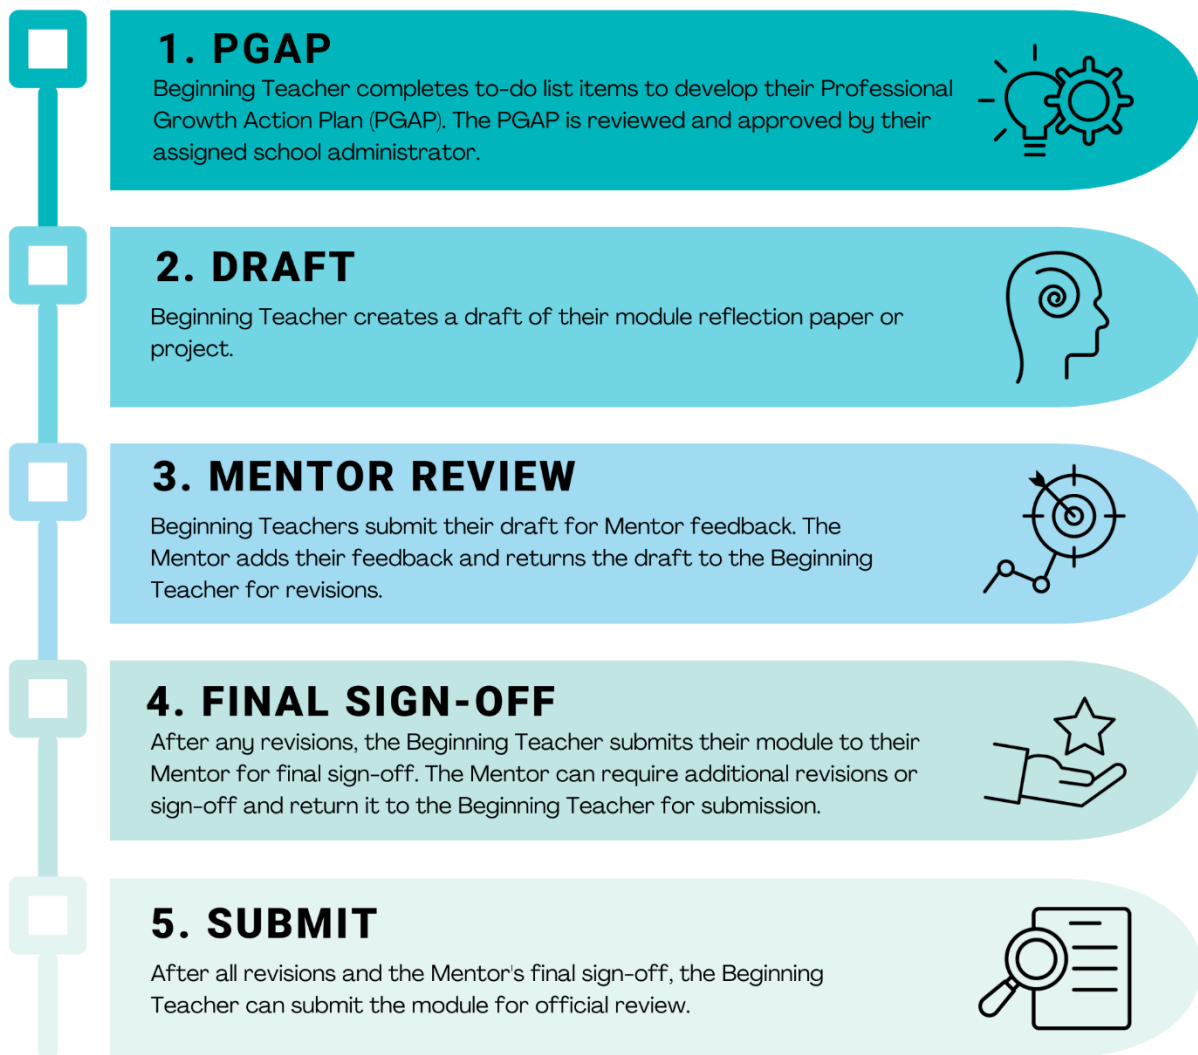 1. PGAP
Beginning Teacher completes to-do list items to develop their Professional
Growth Action Plan (PGAP). The PGAP is reviewed and approved by their
assigned school administrator.
2. DRAFT
Beginning Teacher creates a draft of their module reflection paper or
project.
3. MENTOR REVIEW
Beginning Teachers submit their draft for Mentor feedback. The
Mentor adds their feedback and returns the draft to the Beginning
Teacher for revisions.
4. FINAL SIGN-OFF
After any revisions, the Beginning Teacher submits their module to their
Mentor for final sign-off. The Mentor can require additional revisions or
sign-off and return it to the Beginning Teacher for submission.
5. SUBMIT
After all revisions and the Mentor's final sign-off, the Beginning
Teacher can submit the module for official review.